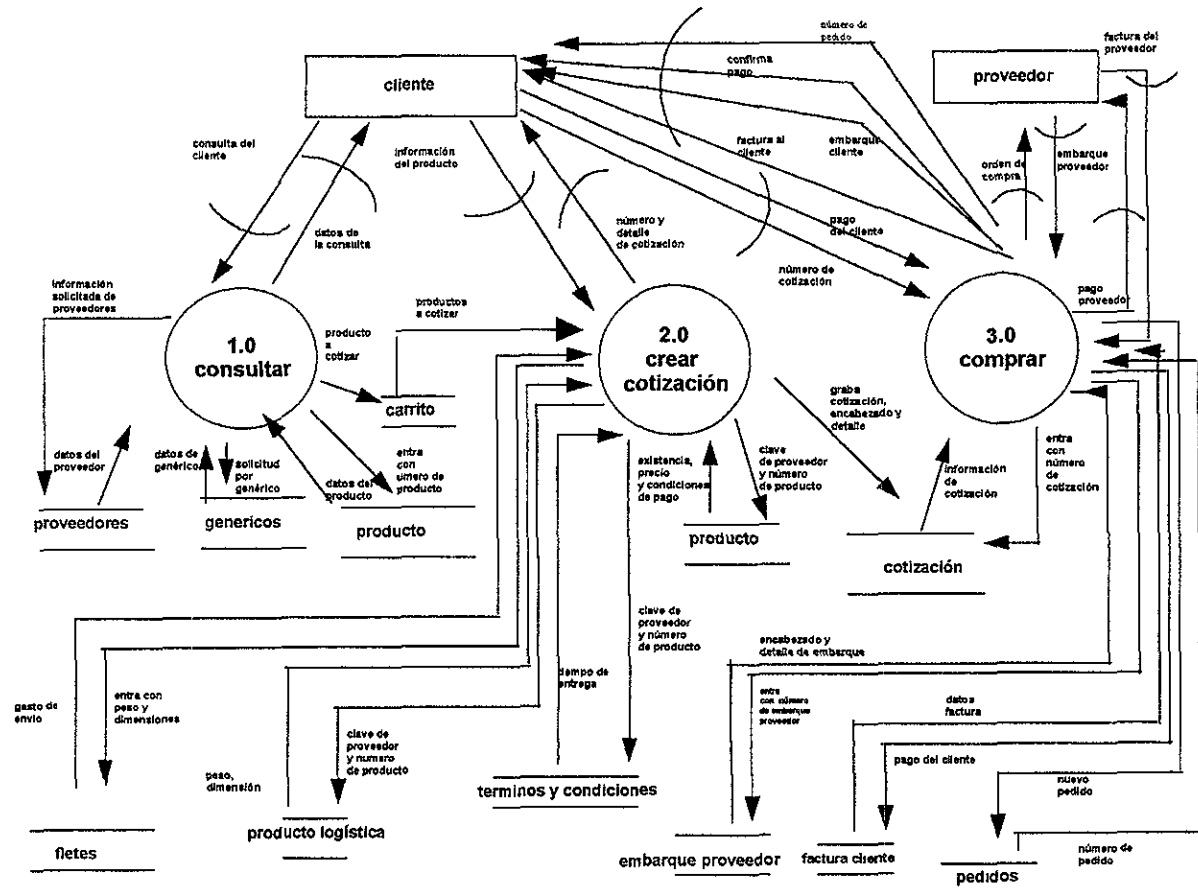 número de
pedido
factura del
proveedor
cliente
confirma
pago
proveedor
consulta del
cliente
información
del producto
factura al
cliente
embarque
cliente
orden de
compra
embarque
proveedor
datos de
la consulta
número y
detalle
de cotización
pago
del cliente
número de
cotización
información
solicitada de
proveedores
productos
a cotizar
pago
proveedor
producto
a
cotizar
1.0
consultar
2.0
crear
cotización
3.0
comprar
carrito
graba
cotización,
encabezado y
detalle
datos del
proveedor
datos de
genérico
solicitud
por
genérico
entra
con
úmero de
producto
datos del
producto
existencia,
precio
y condiciones
de pago
clave
de proveedor
y número
de producto
información
de
cotización
entra
con
número
de
cotización
proveedores
genericos
producto
producto
cotización
clave de
proveedor
y número
de producto
encabezado y
detalle de embarque
tiempo de
entrega
gasto de
envio
entra con
peso y
dimensiones
entra
con número
de embarque
proveedor
datos
factura
clave de
proveedor
y numero
de producto
peso,
dimensión
pago del cliente
nuevo
pedido
terminos y condiciones
producto logística
fletes
embarque proveedor
factura cliente
pedidos
número de
pedido